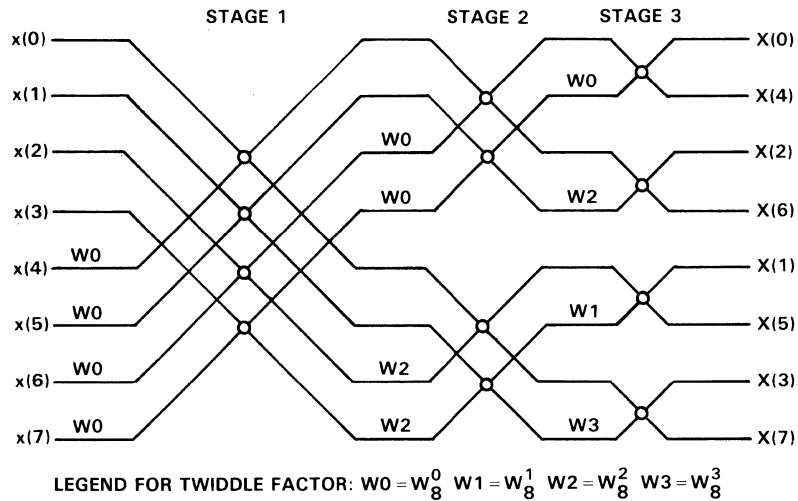 STAGE 1 STAGE 2 STAGE 3
x(0) X(0)
W0
x(1) X(4)
W0
x(2) X(2)
W0 W2
x(3) X(6)
W0
x(4) X(1)
W0 W1
x(5) X(5)
W0 W2
x(6) X(3)
W0 W2 W3
x(7) X(7)
LEGEND FOR TWIDDLE FACTOR: W0 = W₈⁰ W1 = W₈¹ W2 = W₈² W3 = W₈³